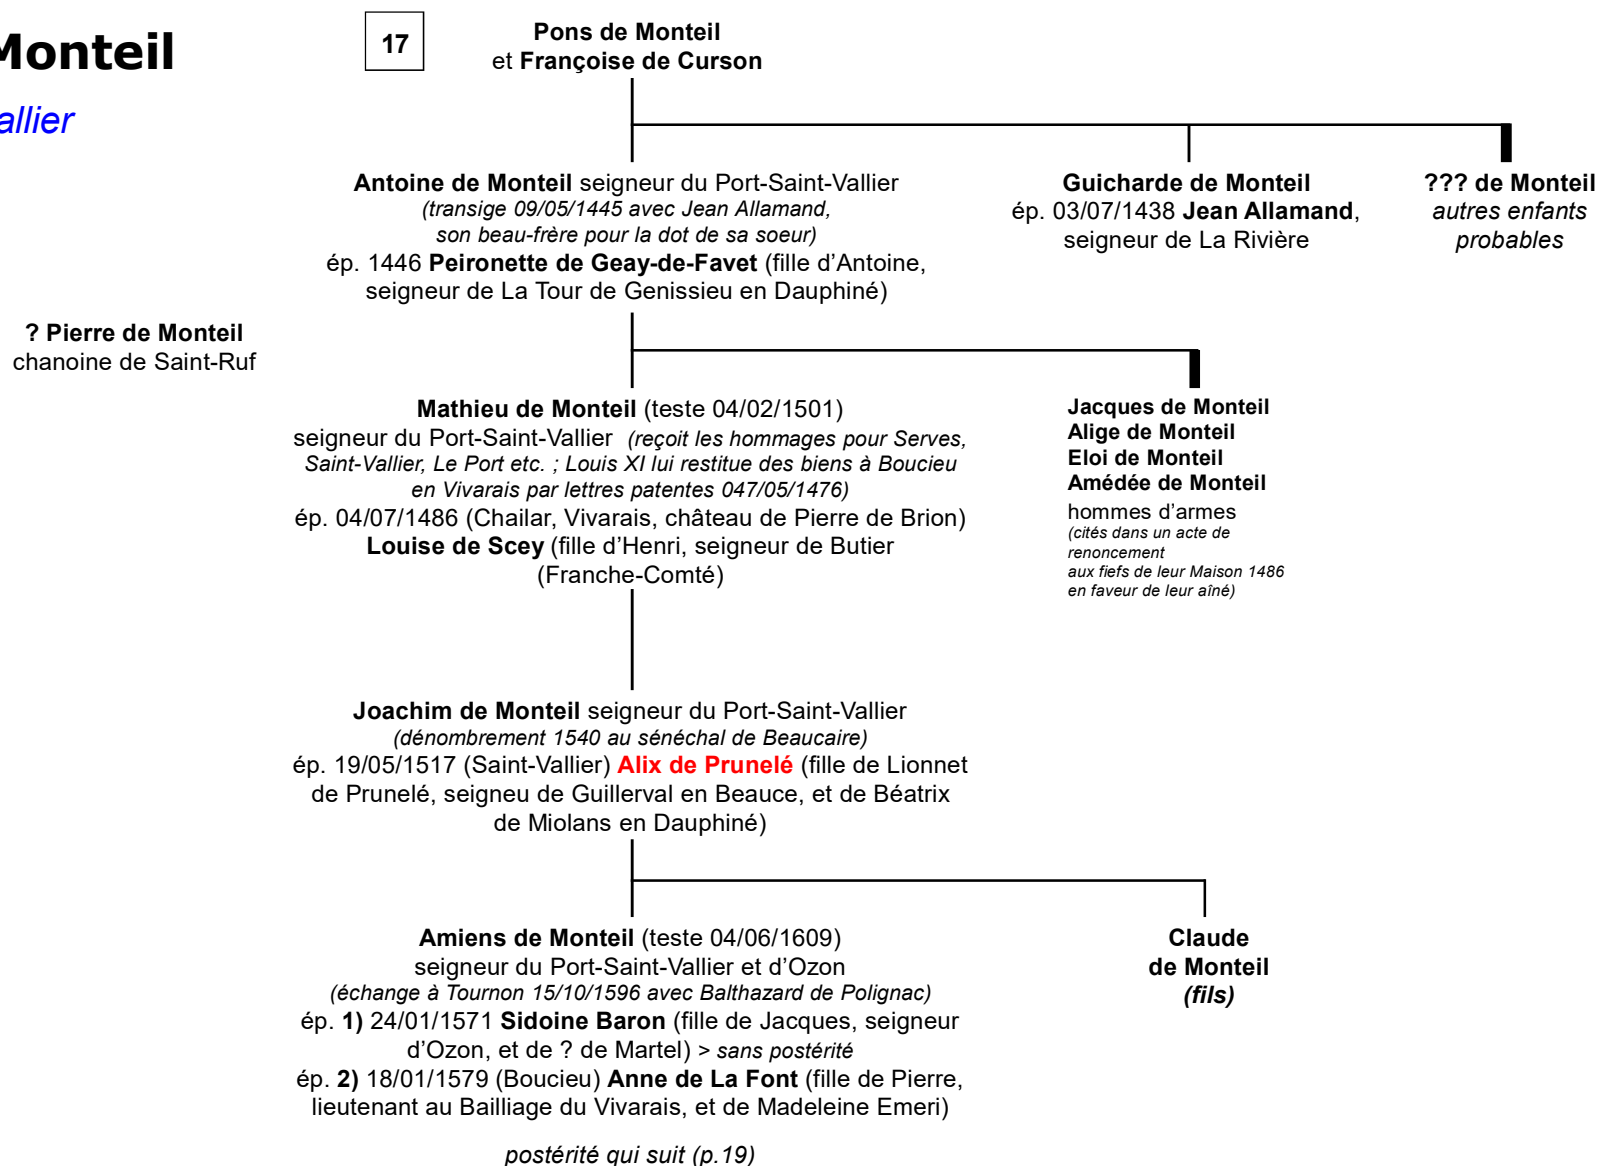 Monteil
allier
17
Pons de Monteil
et Françoise de Curson
Antoine de Monteil seigneur du Port-Saint-Vallier
(transige 09/05/1445 avec Jean Allamand,
son beau-frère pour la dot de sa soeur)
ép. 1446 Peironette de Geay-de-Favet (fille d'Antoine,
seigneur de La Tour de Genissieu en Dauphiné)
Guicharde de Monteil
ép. 03/07/1438 Jean Allamand,
seigneur de La Rivière
??? de Monteil
autres enfants
probables
? Pierre de Monteil
chanoine de Saint-Ruf
Mathieu de Monteil (teste 04/02/1501)
seigneur du Port-Saint-Vallier (reçoit les hommages pour Serves,
Saint-Vallier, Le Port etc. ; Louis XI lui restitue des biens à Boucieu
en Vivarais par lettres patentes 047/05/1476)
ép. 04/07/1486 (Chailar, Vivarais, château de Pierre de Brion)
Louise de Scey (fille d'Henri, seigneur de Butier
(Franche-Comté)
Jacques de Monteil
Alige de Monteil
Eloi de Monteil
Amédée de Monteil
hommes d'armes
(cités dans un acte de
renoncement
aux fiefs de leur Maison 1486
en faveur de leur aîné)
Joachim de Monteil seigneur du Port-Saint-Vallier
(dénombrement 1540 au sénéchal de Beaucaire)
ép. 19/05/1517 (Saint-Vallier) Alix de Prunelé (fille de Lionnet
de Prunelé, seigneu de Guillerval en Beauce, et de Béatrix
de Miolans en Dauphiné)
Amiens de Monteil (teste 04/06/1609)
seigneur du Port-Saint-Vallier et d'Ozon
(échange à Tournon 15/10/1596 avec Balthazard de Polignac)
ép. 1) 24/01/1571 Sidoine Baron (fille de Jacques, seigneur
d'Ozon, et de ? de Martel) > sans postérité
ép. 2) 18/01/1579 (Boucieu) Anne de La Font (fille de Pierre,
lieutenant au Bailliage du Vivarais, et de Madeleine Emeri)
Claude
de Monteil
(fils)
postérité qui suit (p.19)